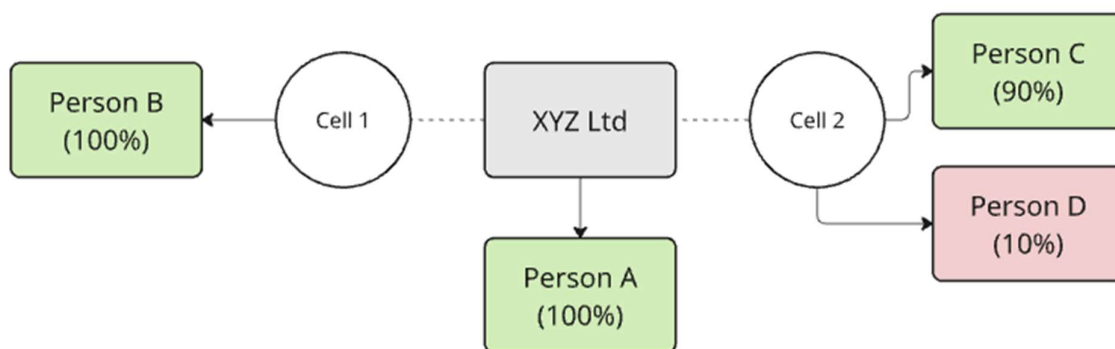 Person B
(100%)
Cell 1
XYZ Ltd
Cell 2
Person C
(90%)
Person D
(10%)
Person A
(100%)